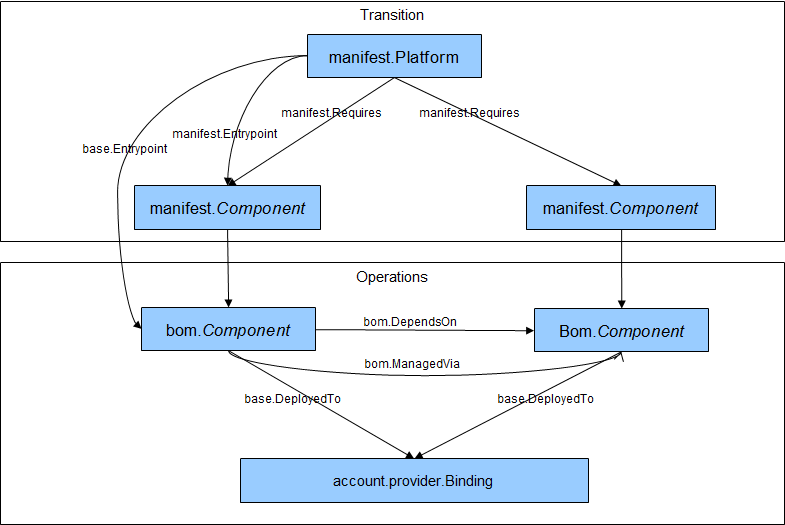 Transition
manifest.Platform
manifest.Requires
manifest.Requires
manifest.Entrypoint
base.Entrypoint
manifest.Component
manifest.Component
Operations
bom.Component
bom.DependsOn
Bom.Component
bom.ManagedVia
base.DeployedTo
base.DeployedTo
account.provider.Binding